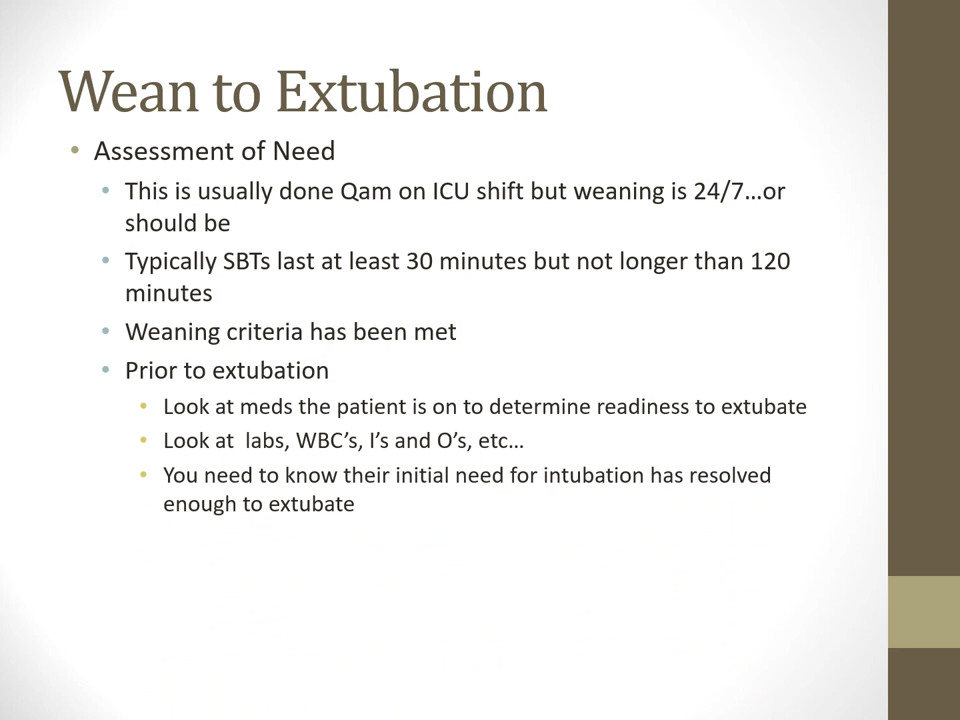 Wean to Extubation
• Assessment of Need
• This is usually done Qam on ICU shift but weaning is 24/7…or
should be
• Typically SBTs last at least 30 minutes but not longer than 120
minutes
• Weaning criteria has been met
• Prior to extubation
• Look at meds the patient is on to determine readiness to extubate
• Look at  labs, WBC’s, I’s and O’s, etc…
• You need to know their initial need for intubation has resolved
enough to extubate